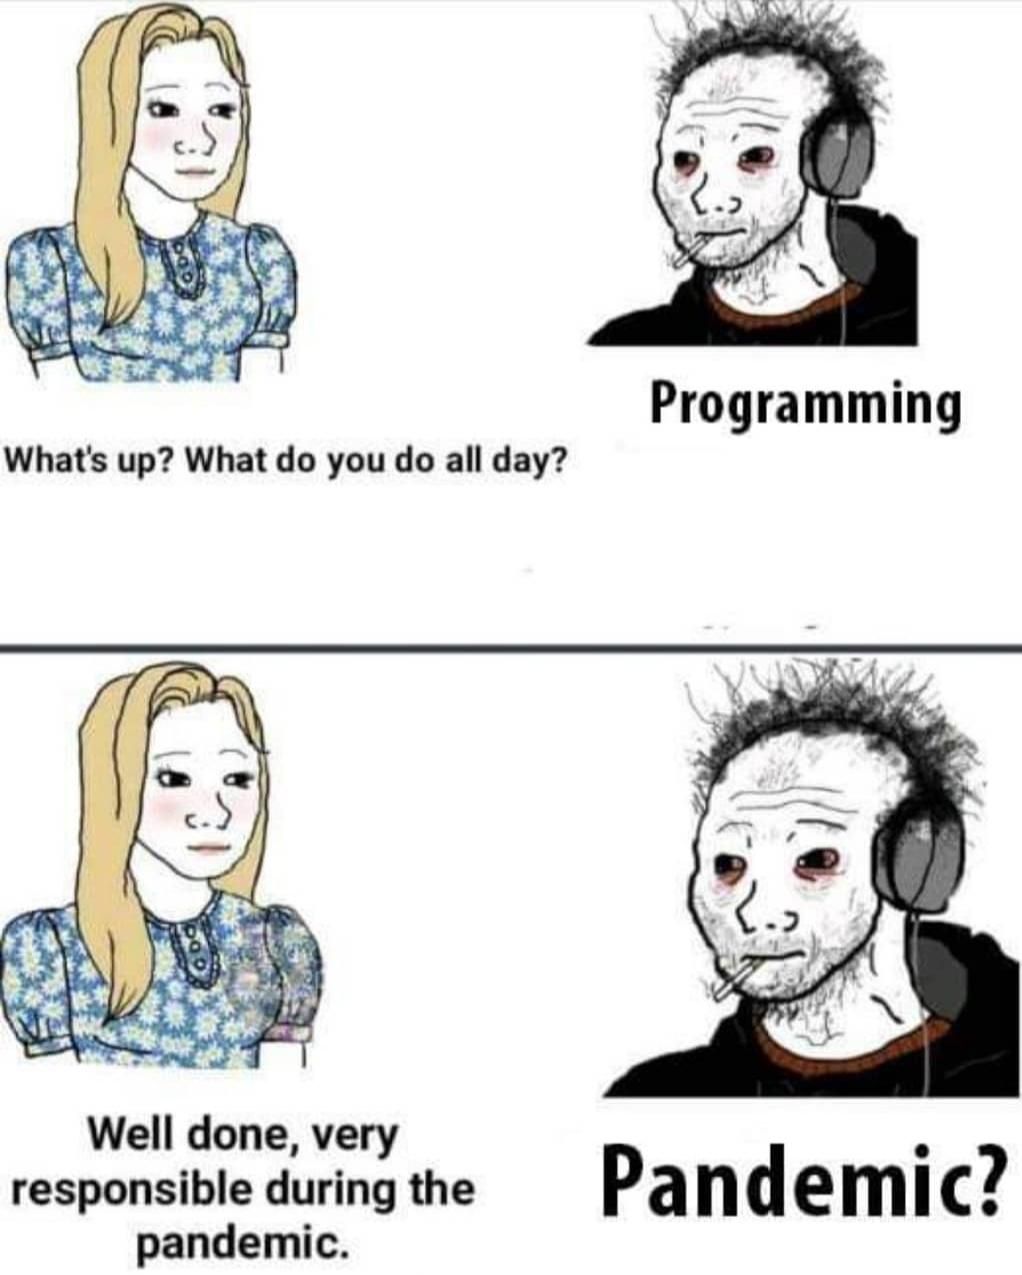 Programming
What's up? What do you do all day?
Well done, very
responsible during the
pandemic.
Pandemic?